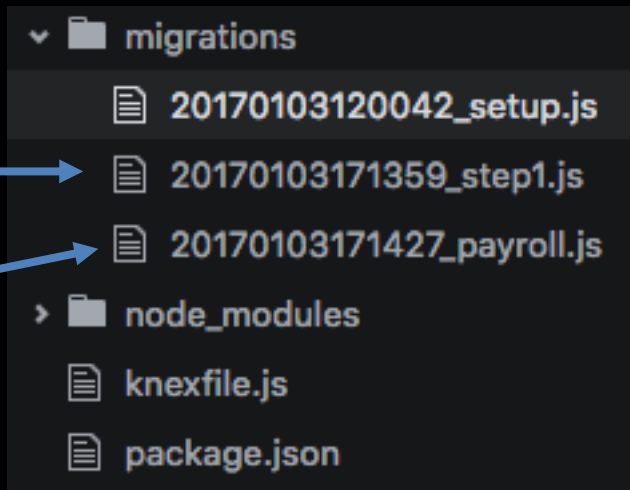 migrations
20170103120042_setup.js
20170103171359_step1.js
20170103171427_payroll.js
node_modules
knexfile.js
package.json